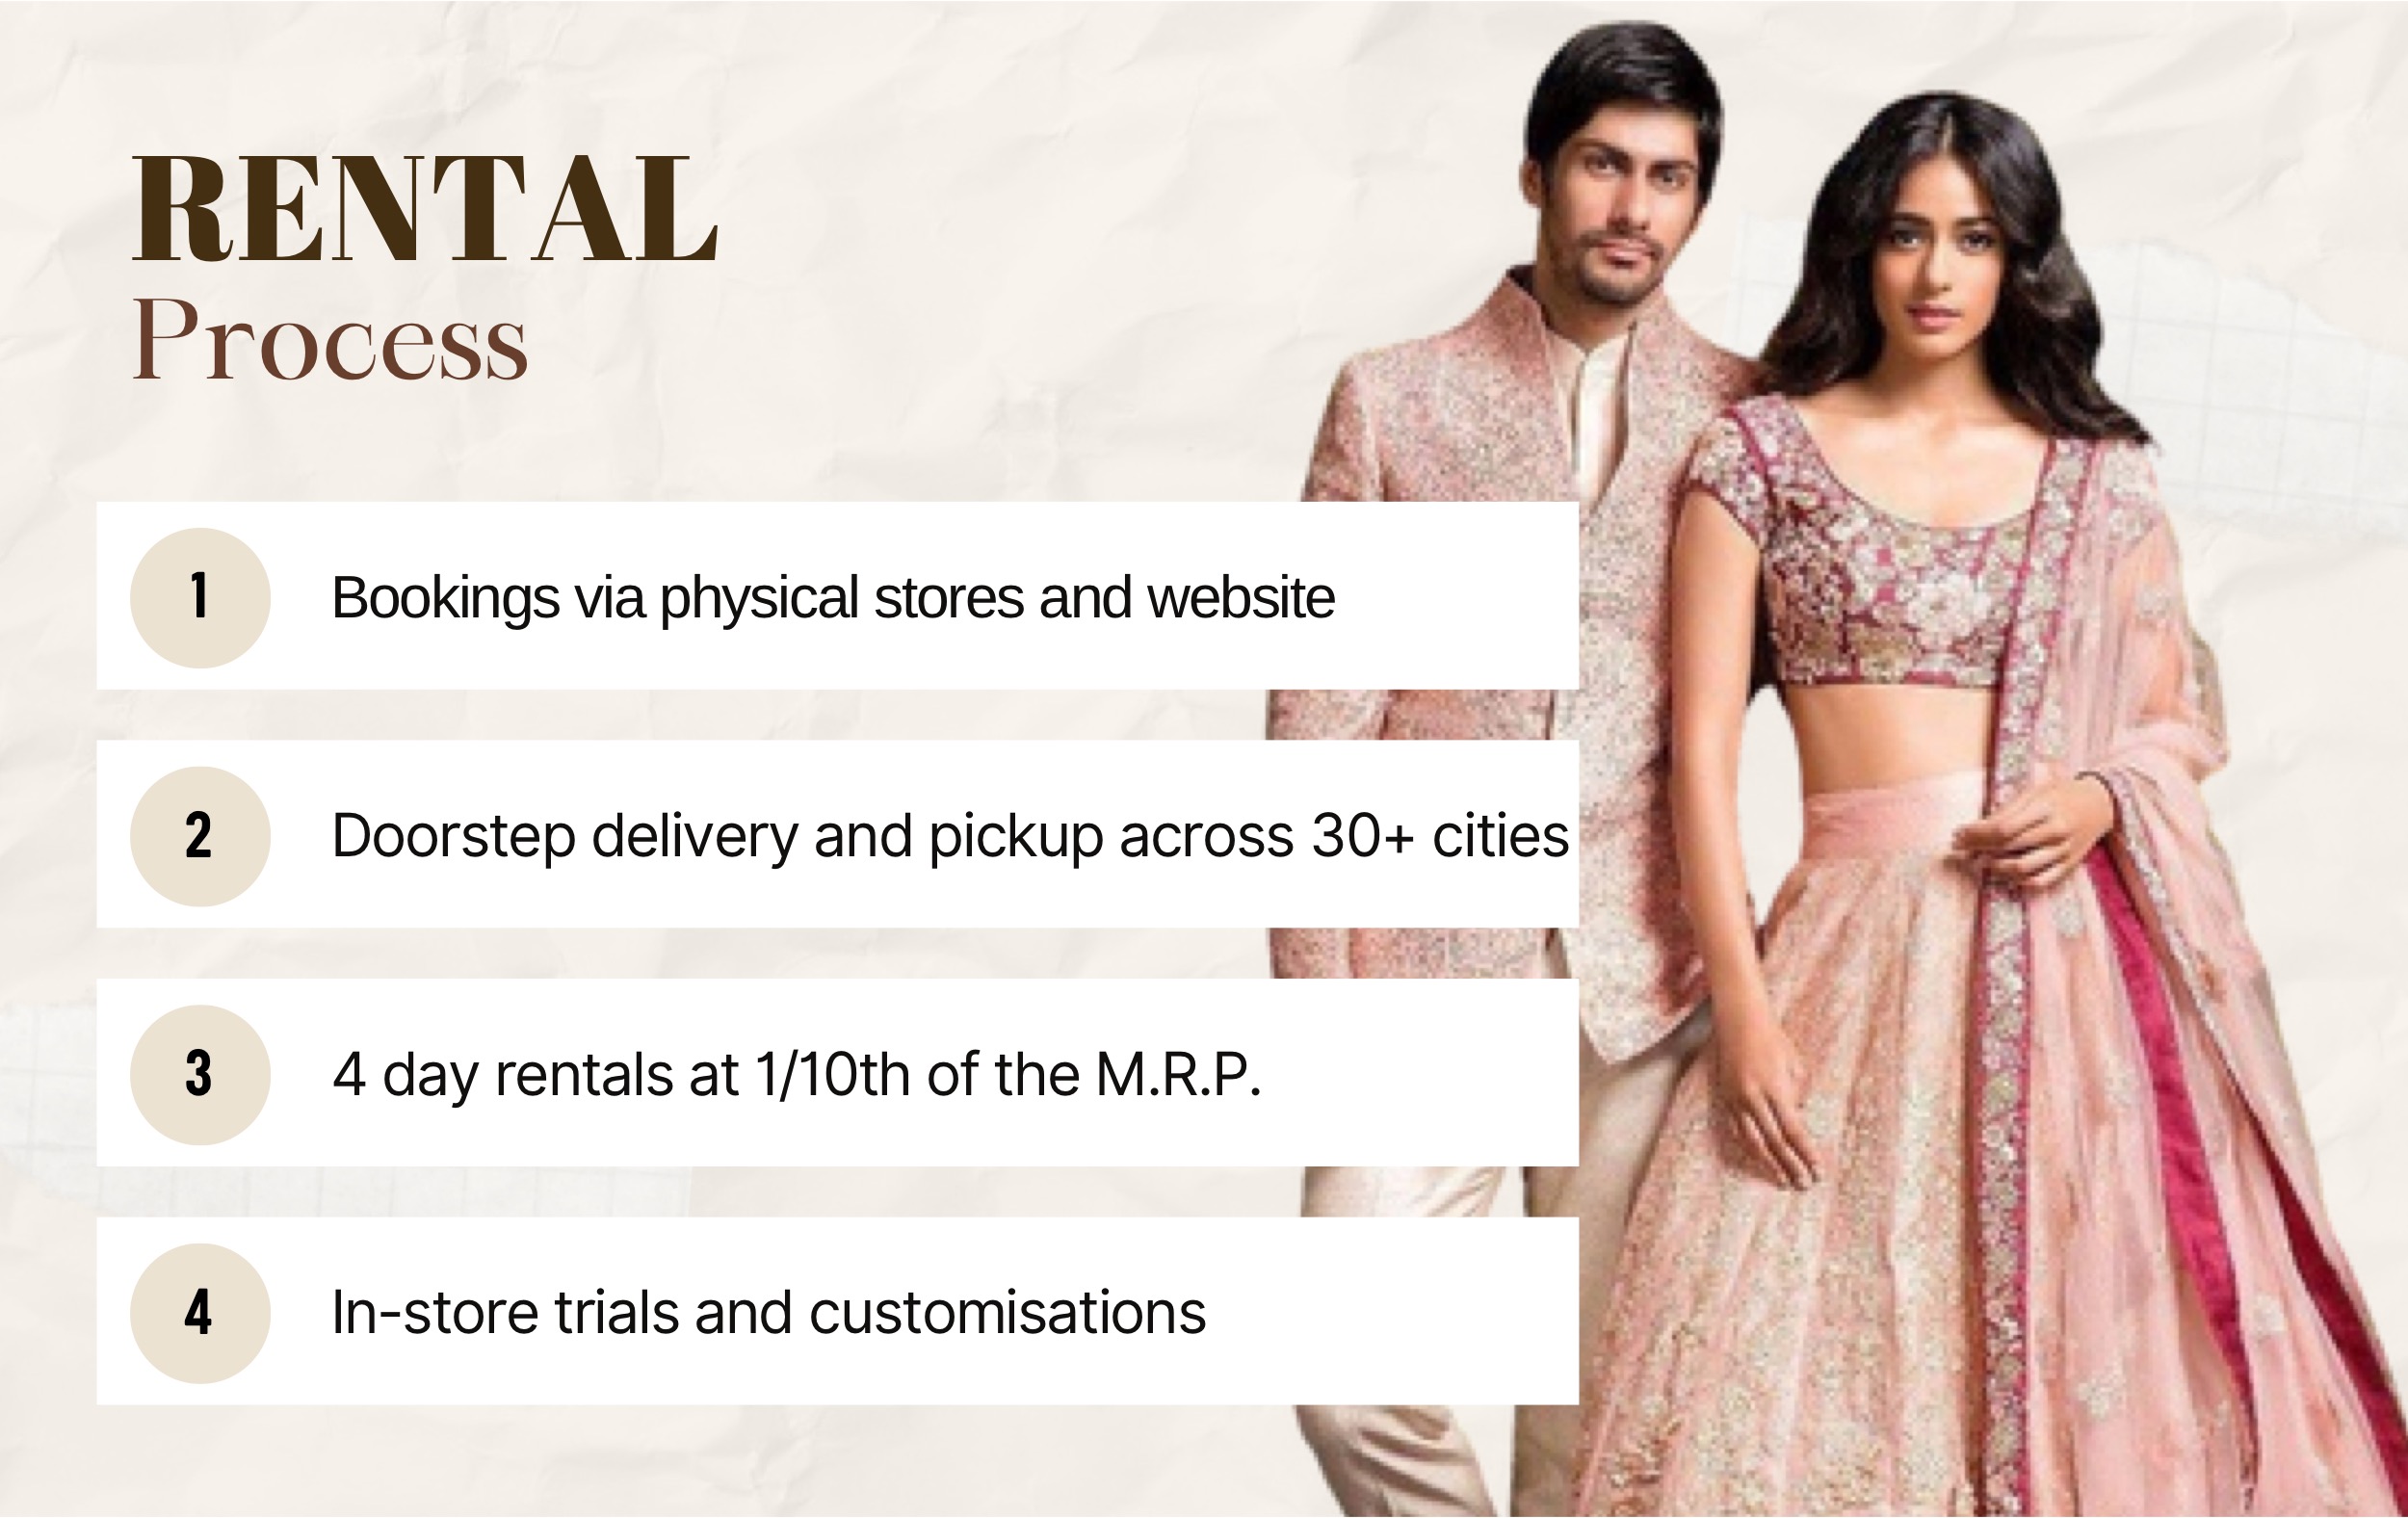 RENTAL
Process
1 Bookings via physical stores and website
2 Doorstep delivery and pickup across 30+ cities
3 4 day rentals at 1/10th of the M.R.P.
4 In-store trials and customisations